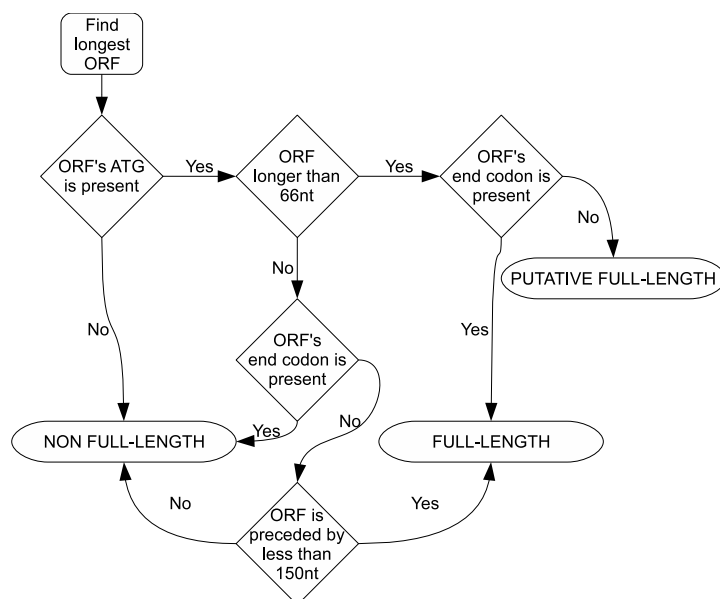 Find
longest
ORF
ORF's ATG
is present
Yes
ORF
longer than
66nt
Yes
ORF's
end codon is
present
No
PUTATIVE FULL-LENGTH
No
No
Yes
ORF's
end codon is
present
Yes
No
NON FULL-LENGTH
FULL-LENGTH
No
ORF is
preceded by
less than
150nt
Yes